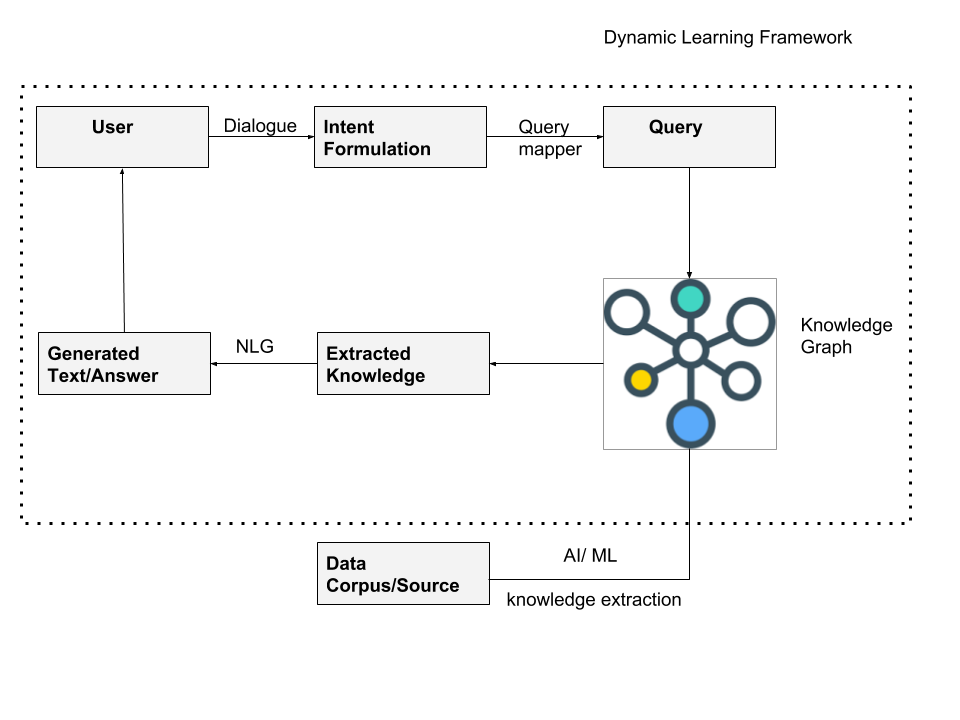 Dynamic Learning Framework
User
Dialogue
Intent
Formulation
Query
mapper
Query
Knowledge
Graph
Generated
Text/Answer
NLG
Extracted
Knowledge
Data
Corpus/Source
AI/ ML
knowledge extraction